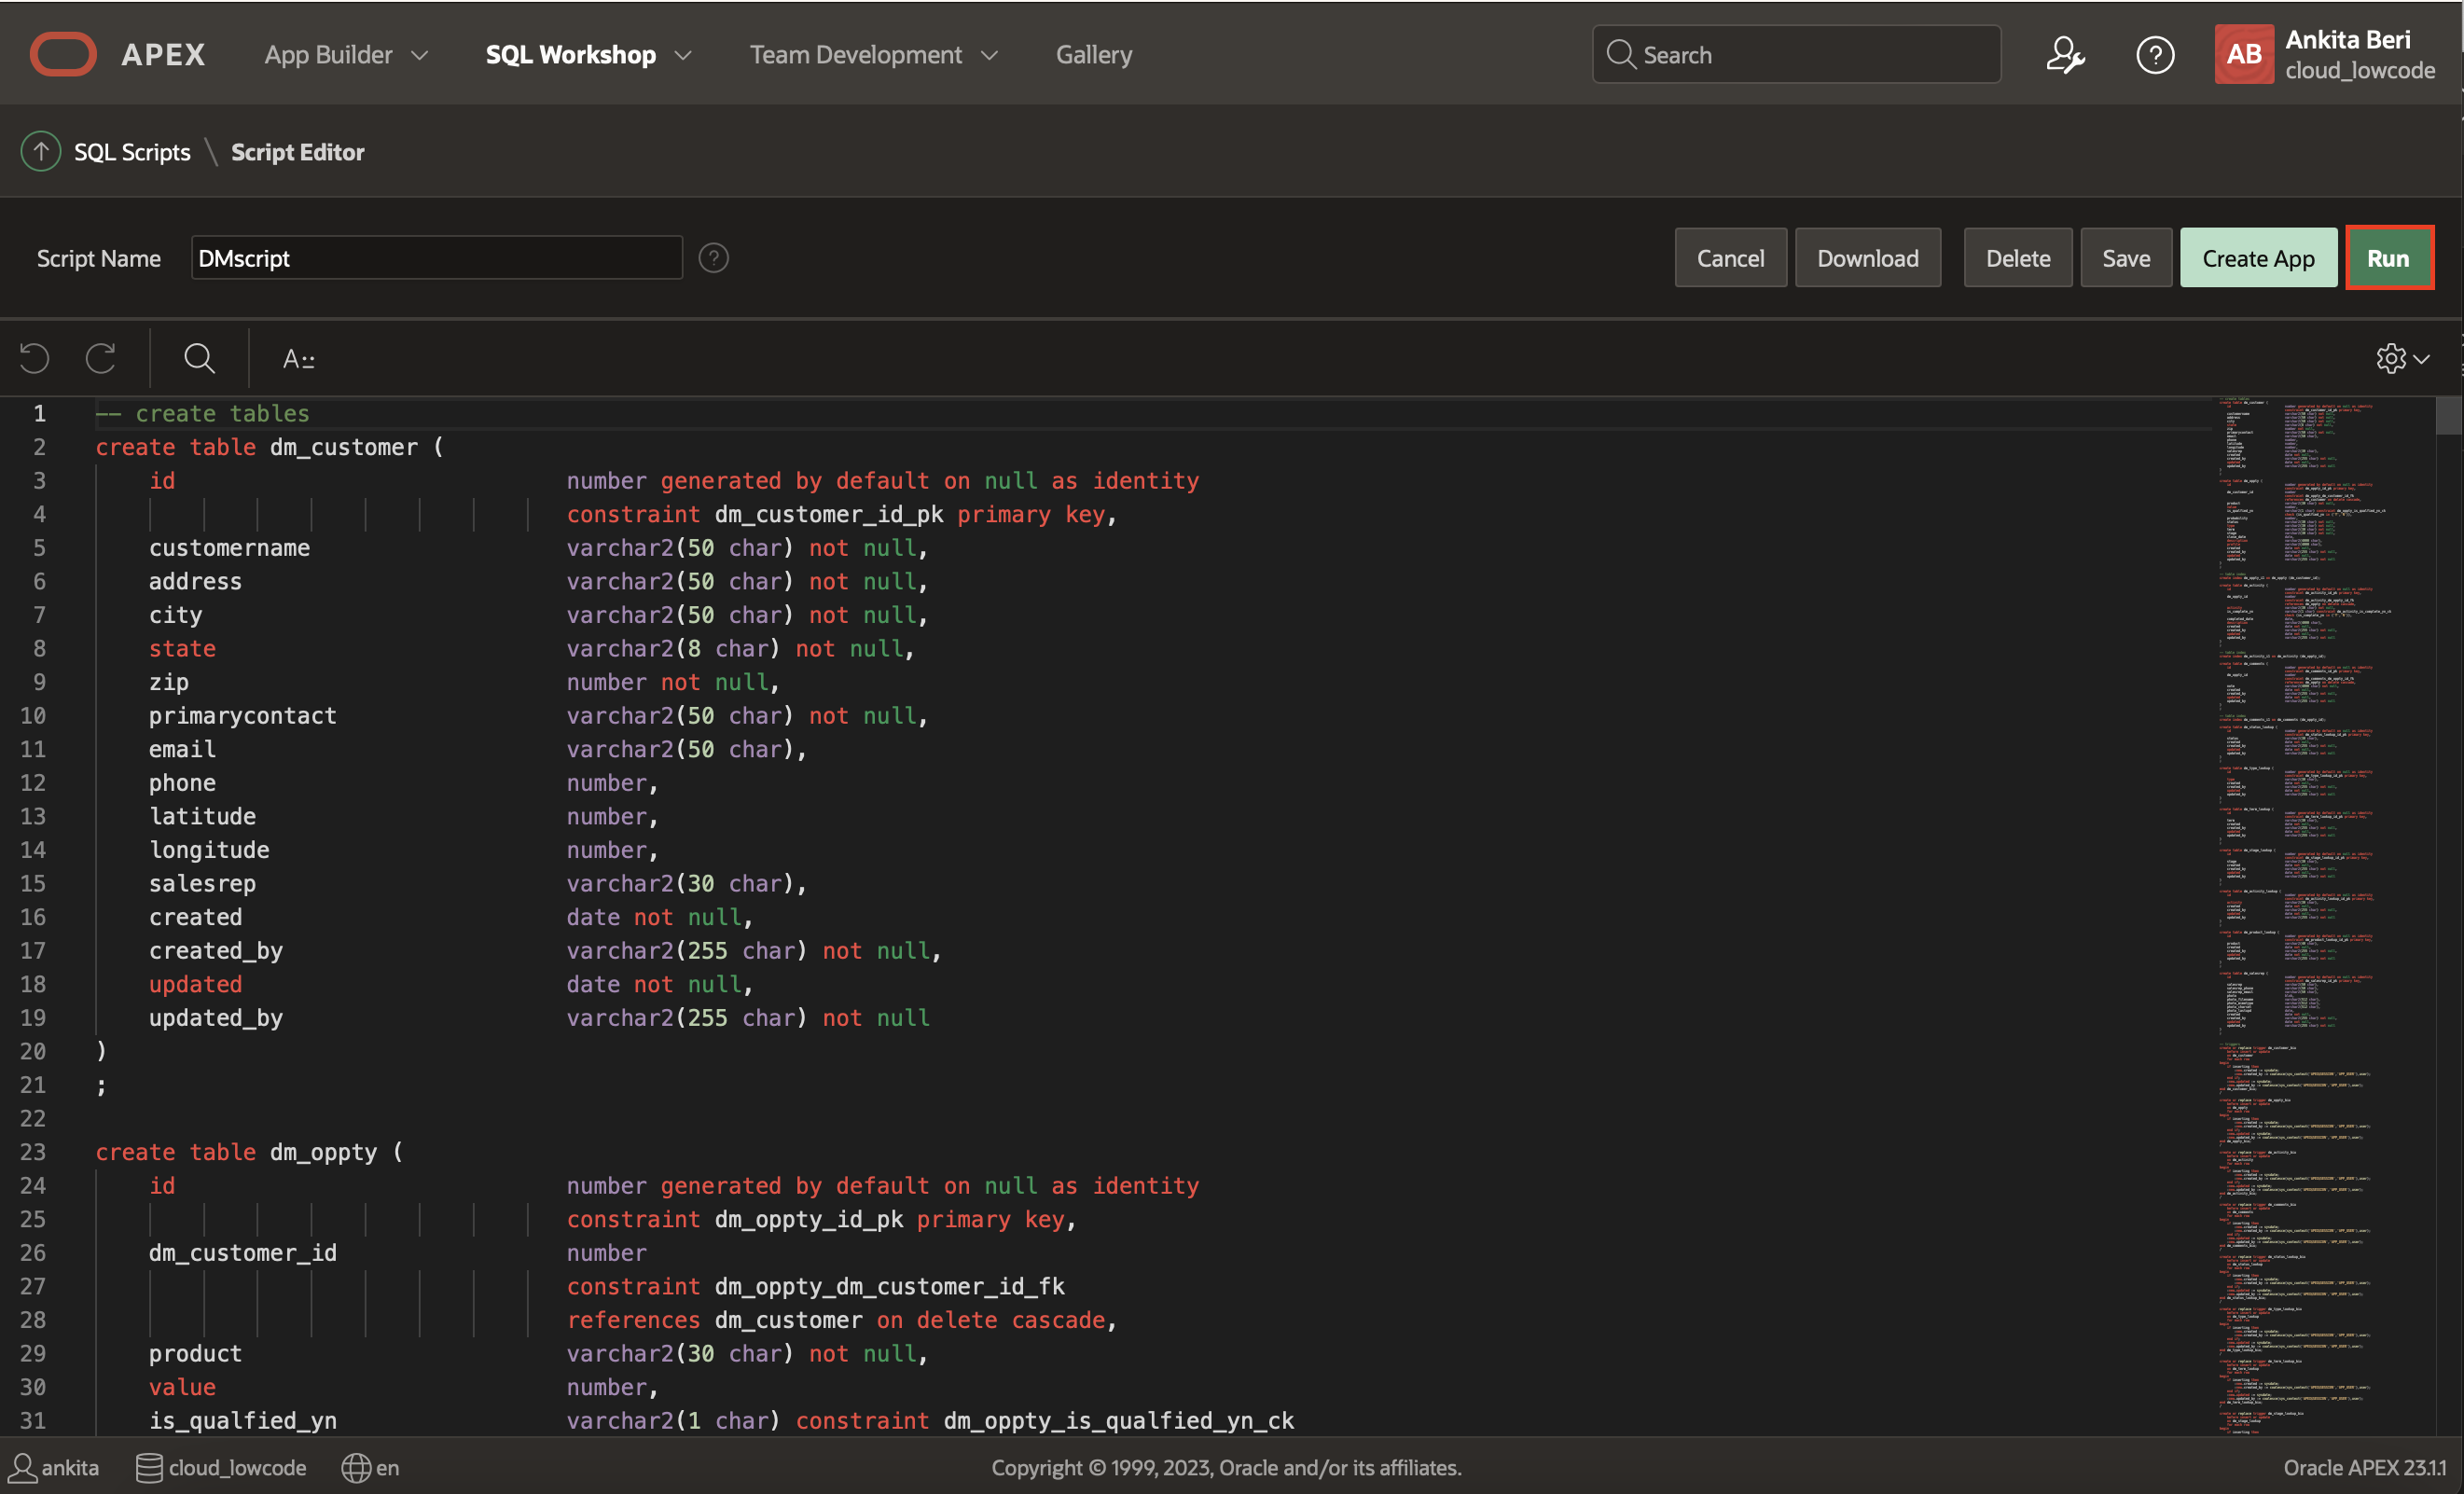 APEX App Builder SQL Workshop Team Development Gallery Search ? AB Ankita Beri
cloud_lowcode
SQL Scripts \ Script Editor
Script Name DMscript ? Cancel Download Delete Save Create App Run
A::
1 -- create tables
2 create table dm_customer (
3 id number generated by default on null as identity
4 constraint dm_customer_id_pk primary key,
5 customername varchar2(50 char) not null,
6 address varchar2(50 char) not null,
7 city varchar2(50 char) not null,
8 state varchar2(8 char) not null,
9 zip number not null,
10 primarycontact varchar2(50 char) not null,
11 email varchar2(50 char),
12 phone number,
13 latitude number,
14 longitude number,
15 salesrep varchar2(30 char),
16 created date not null,
17 created_by varchar2(255 char) not null,
18 updated date not null,
19 updated_by varchar2(255 char) not null
20 )
21 ;
22
23 create table dm_oppty (
24 id number generated by default on null as identity
25 constraint dm_oppty_id_pk primary key,
26 dm_customer_id number
27 constraint dm_oppty_dm_customer_id_fk
28 references dm_customer on delete cascade,
29 product varchar2(30 char) not null,
30 value number,
31 is_qualfied_yn varchar2(1 char) constraint dm_oppty_is_qualfied_yn_ck
ankita cloud_lowcode en Copyright © 1999, 2023, Oracle and/or its affiliates. Oracle APEX 23.1.1